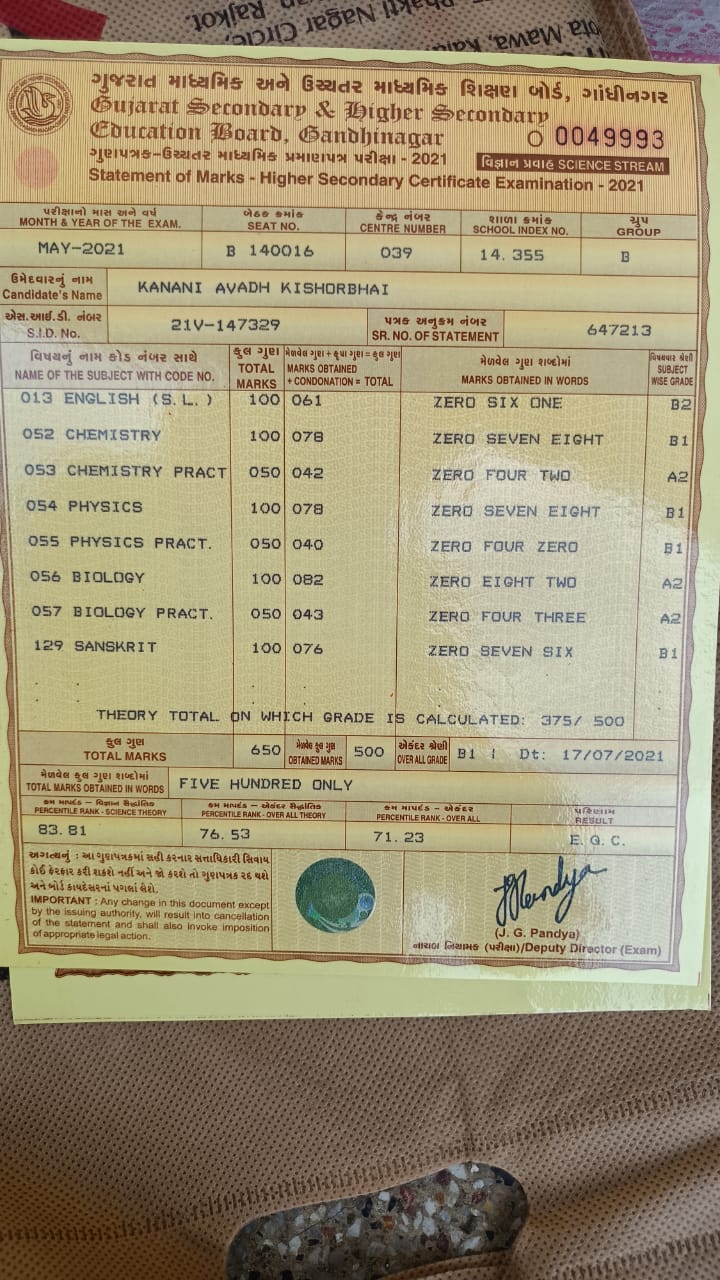 Bhakti Nagar Circle,
Rajkot.
ota Mawa,
ગુજરાત માધ્યમિક અને ઉચ્ચતર માધ્યમિક શિક્ષણ બોર્ડ, ગાંધીનગર
Gujarat Secondary & Higher Secondary
Education Board, Gandhinagar
O 0049993
ગુણપત્રક-ઉચ્ચતર માધ્યમિક પ્રમાણપત્ર પરીક્ષા - 2021
વિજ્ઞાન પ્રવાહ SCIENCE STREAM
Statement of Marks - Higher Secondary Certificate Examination - 2021
પરીક્ષાનો માસ અને વર્ષ બેઠક ક્રમાંક કેન્દ્ર નંબર શાળા ક્રમાંક ગ્રુપ
MONTH & YEAR OF THE EXAM. SEAT NO. CENTRE NUMBER SCHOOL INDEX NO. GROUP
MAY-2021 B 140016 039 14. 355 B
ઉમેદવારનું નામ
Candidate's Name KANANI AVADH KISHORBHAI
એસ.આઈ.ડી. નંબર પત્રક અનુક્રમ નંબર
S.I.D. No. 21V-147329 SR. NO. OF STATEMENT 647213
વિષયનું નામ કોડ નંબર સાથે કુલ ગુણ મેળવેલ ગુણ + કૃપા ગુણ = કુલ ગુણ મેળવેલ ગુણ શબ્દોમાં વિષયવાર શ્રેણી
NAME OF THE SUBJECT WITH CODE NO. TOTAL MARKS MARKS OBTAINED + CONDONATION = TOTAL MARKS OBTAINED IN WORDS SUBJECT WISE GRADE
013 ENGLISH (S.L.) 100 061 ZERO SIX ONE B2
052 CHEMISTRY 100 078 ZERO SEVEN EIGHT B1
053 CHEMISTRY PRACT 050 042 ZERO FOUR TWO A2
054 PHYSICS 100 078 ZERO SEVEN EIGHT B1
055 PHYSICS PRACT. 050 040 ZERO FOUR ZERO B1
056 BIOLOGY 100 082 ZERO EIGHT TWO A2
057 BIOLOGY PRACT. 050 043 ZERO FOUR THREE A2
129 SANSKRIT 100 076 ZERO SEVEN SIX B1
THEORY TOTAL ON WHICH GRADE IS CALCULATED: 375/ 500
કુલ ગુણ મેળવેલ કુલ ગુણ એકંદર શ્રેણી
TOTAL MARKS 650 OBTAINED MARKS 500 OVER ALL GRADE B1 Dt: 17/07/2021
મેળવેલ કુલ ગુણ શબ્દોમાં
TOTAL MARKS OBTAINED IN WORDS FIVE HUNDRED ONLY
ક્રમ માપદંડ – વિજ્ઞાન સૈદ્ધાંતિક ક્રમ માપદંડ – એકંદર સૈદ્ધાંતિક ક્રમ માપદંડ - એકંદર પરિણામ
PERCENTILE RANK - SCIENCE THEORY PERCENTILE RANK - OVER ALL THEORY PERCENTILE RANK - OVER ALL RESULT
83.81 76.53 71.23 E. Q. C.
અગત્યનું : આ ગુણપત્રકમાં સહી કરનાર સત્તાધિકારી સિવાય
કોઈ ફેરફાર કરી શકાશે નહીં અને જો કરશે તો ગુણપત્રક રદ થશે
અને બોર્ડ કાયદેસરનાં પગલાં લેશે.
IMPORTANT : Any change in this document except
by the issuing authority, will result into cancellation
of the statement and shall also invoke imposition
of appropriate legal action.
(J. G. Pandya)
નાયબ નિયામક (પરીક્ષા)/Deputy Director (Exam)